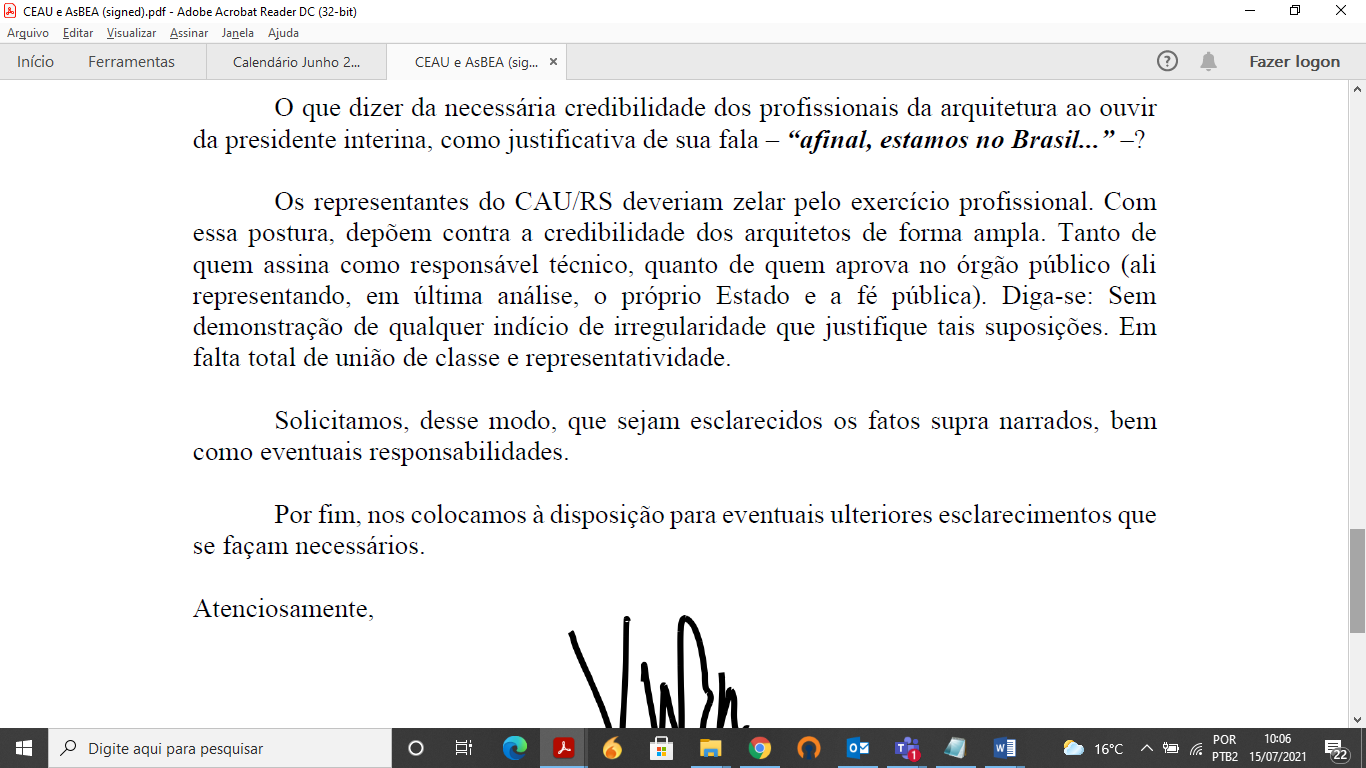 CEAU e AsBEA (signed).pdf - Adobe Acrobat Reader DC (32-bit)
Arquivo Editar Visualizar Assinar Janela Ajuda
Início Ferramentas Calendário Junho 2... CEAU e AsBEA (sig... × Fazer logon
O que dizer da necessária credibilidade dos profissionais da arquitetura ao ouvir
da presidente interina, como justificativa de sua fala – “afinal, estamos no Brasil...” –?
Os representantes do CAU/RS deveriam zelar pelo exercício profissional. Com
essa postura, depõem contra a credibilidade dos arquitetos de forma ampla. Tanto de
quem assina como responsável técnico, quanto de quem aprova no órgão público (ali
representando, em última análise, o próprio Estado e a fé pública). Diga-se: Sem
demonstração de qualquer indício de irregularidade que justifique tais suposições. Em
falta total de união de classe e representatividade.
Solicitamos, desse modo, que sejam esclarecidos os fatos supra narrados, bem
como eventuais responsabilidades.
Por fim, nos colocamos à disposição para eventuais ulteriores esclarecimentos que
se façam necessários.
Atenciosamente,
Digite aqui para pesquisar 1 16°C POR 10:06
PTB2 15/07/2021 22